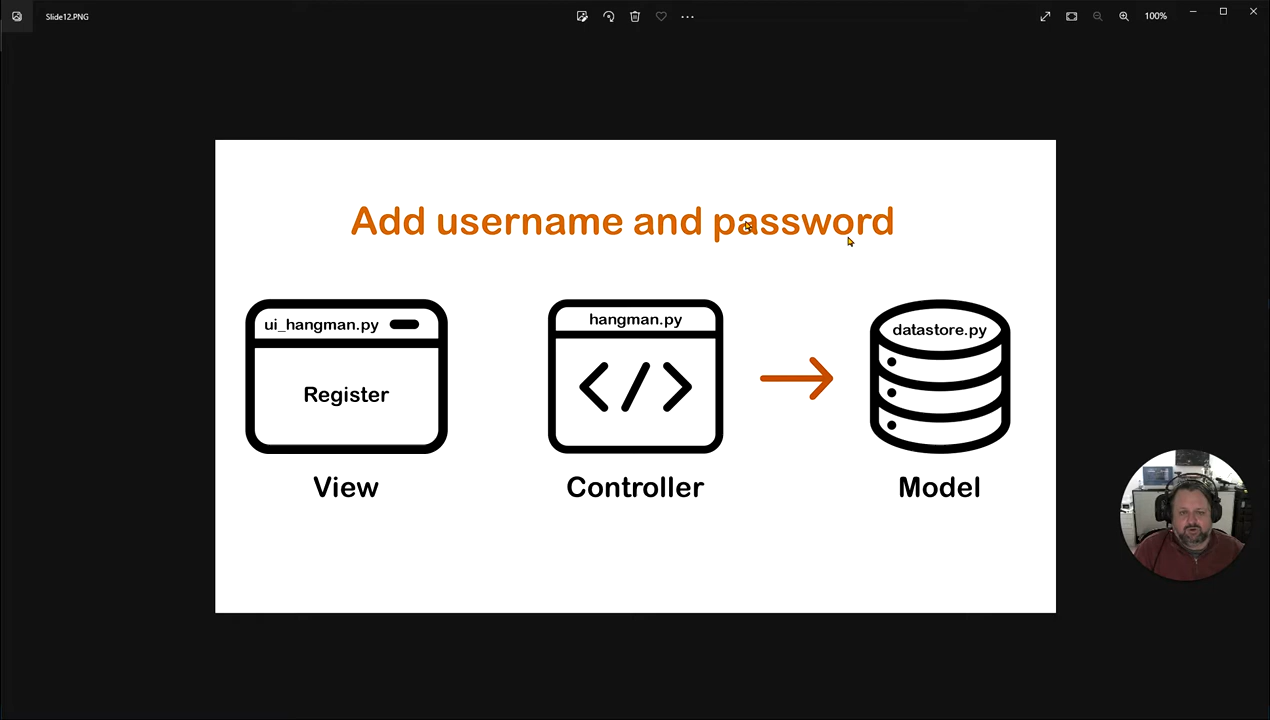 Slide12.PNG
100%
Add username and password
ui_hangman.py
hangman.py
datastore.py
Register
View
Controller
Model